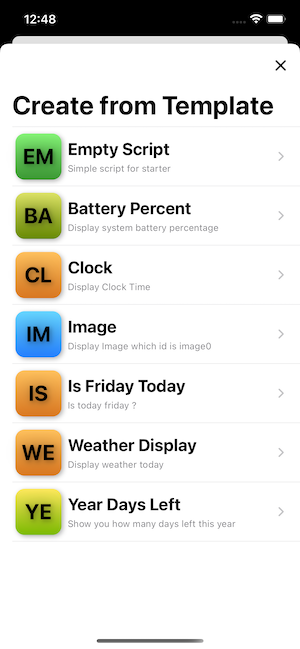 12:48
Create from Template
EM
Empty Script
Simple script for starter
BA
Battery Percent
Display system battery percentage
CL
Clock
Display Clock Time
IM
Image
Display Image which id is image0
IS
Is Friday Today
Is today friday ?
WE
Weather Display
Display weather today
YE
Year Days Left
Show you how many days left this year